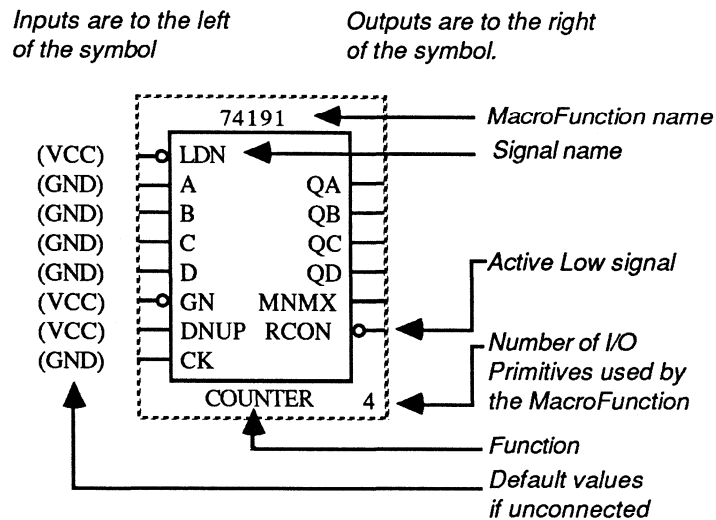 Inputs are to the left
of the symbol
Outputs are to the right
of the symbol.
74191
MacroFunction name
(VCC) LDN
Signal name
(GND) A QA
(GND) B QB
(GND) C QC
(GND) D QD
Active Low signal
(VCC) GN MNMX
(VCC) DNUP RCON
(GND) CK
Number of I/O
Primitives used by
the MacroFunction
COUNTER 4
Function
Default values
if unconnected